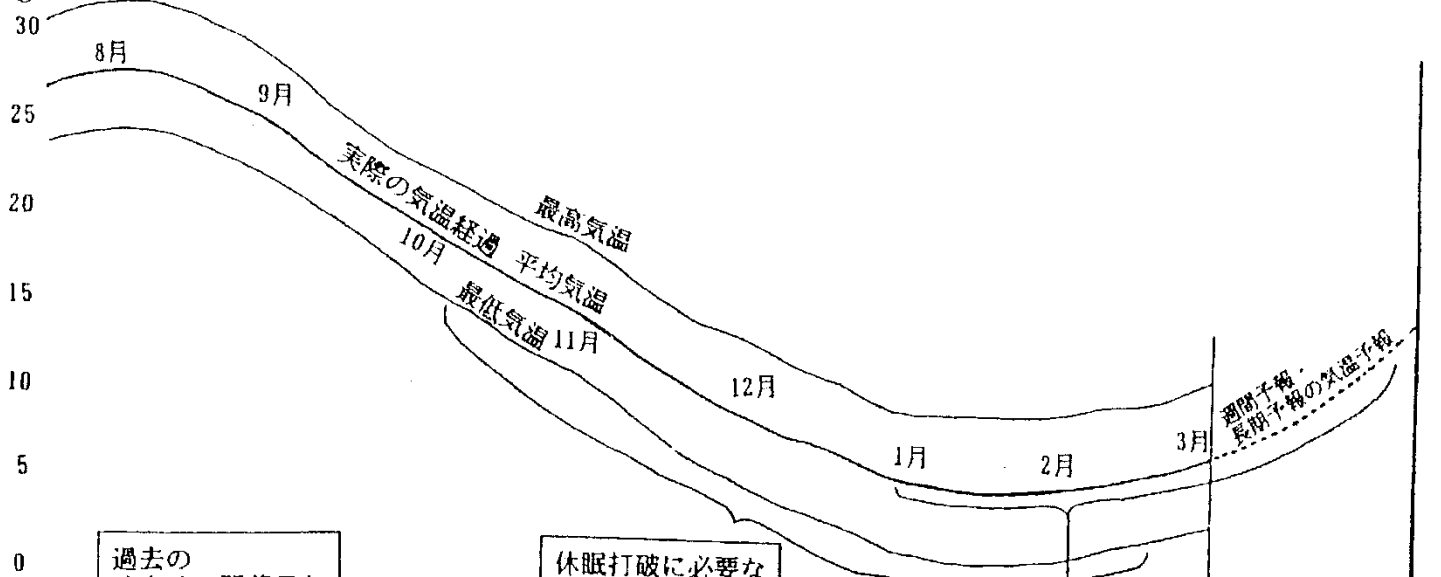 30
8月
9月
25
実際の気温経過 平均気温
最高気温
20
10月
最低気温
15
11月
10
12月
週間予報・
長期予報の気温予報
3月
1月
2月
5
0
過去の
休眠打破に必要な